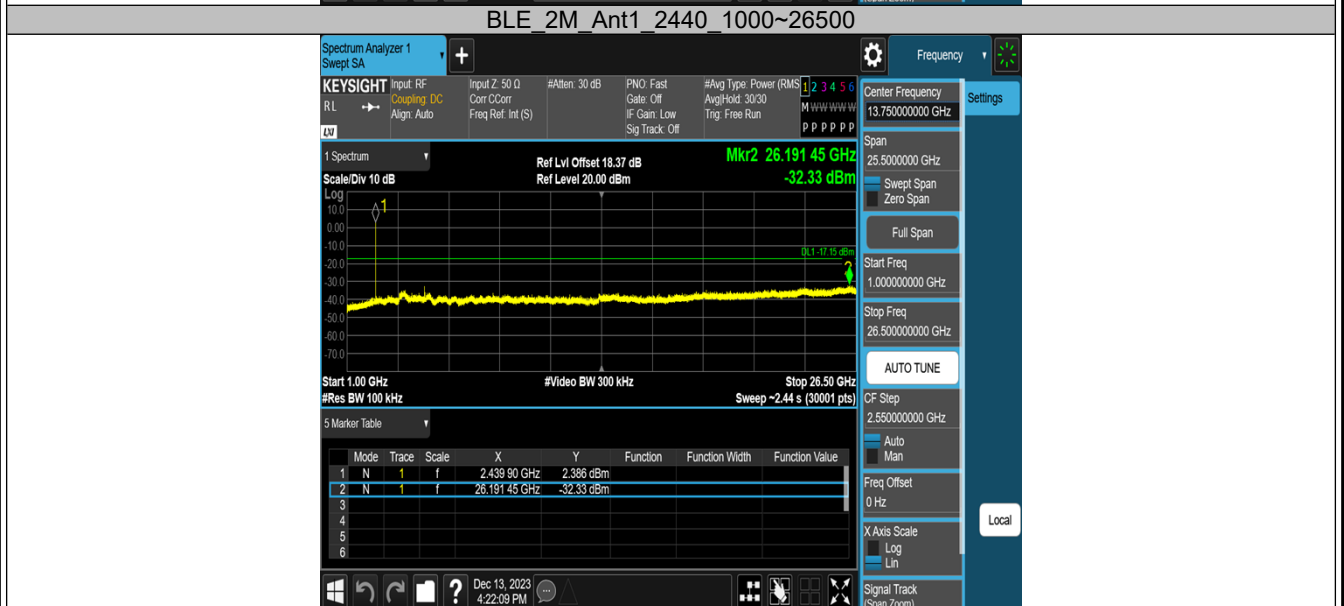 BLE_2M_Ant1_2440_1000~26500
Spectrum Analyzer 1
Swept SA
+
Frequency
KEYSIGHT
RL
LXI
Input: RF
Coupling: DC
Align: Auto
Input Z: 50 Ω
Corr CCorr
Freq Ref: Int (S)
#Atten: 30 dB
PNO: Fast
Gate: Off
IF Gain: Low
Sig Track: Off
#Avg Type: Power (RMS
Avg|Hold: 30/30
Trig: Free Run
1 2 3 4 5 6
M W W W W W
P P P P P P
1 Spectrum
Scale/Div 10 dB
Ref Lvl Offset 18.37 dB
Ref Level 20.00 dBm
Mkr2 26.191 45 GHz
-32.33 dBm
Log
10.0
0.00
-10.0
-20.0
-30.0
-40.0
-50.0
-60.0
-70.0
1
DL1 -17.15 dBm
2
Start 1.00 GHz
#Res BW 100 kHz
#Video BW 300 kHz
Stop 26.50 GHz
Sweep ~2.44 s (30001 pts)
5 Marker Table
Mode Trace Scale X Y Function Function Width Function Value
1 N 1 f 2.439 90 GHz 2.386 dBm
2 N 1 f 26.191 45 GHz -32.33 dBm
3
4
5
6
?
Dec 13, 2023
4:22:09 PM
Center Frequency
13.750000000 GHz
Settings
Span
25.5000000 GHz
Swept Span
Zero Span
Full Span
Start Freq
1.000000000 GHz
Stop Freq
26.500000000 GHz
AUTO TUNE
CF Step
2.550000000 GHz
Auto
Man
Freq Offset
0 Hz
Local
X Axis Scale
Log
Lin
Signal Track
(Span Zoom)